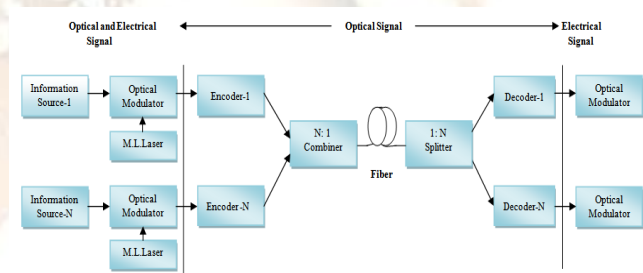 Optical and Electrical
Signal
Optical Signal
Electrical
Signal
Information
Source-1
Optical
Modulator
Encoder-1
Decoder-1
Optical
Modulator
M.L.Laser
N: 1
Combiner
1: N
Splitter
Fiber
Information
Source-N
Optical
Modulator
Encoder-N
Decoder-N
Optical
Modulator
M.L.Laser